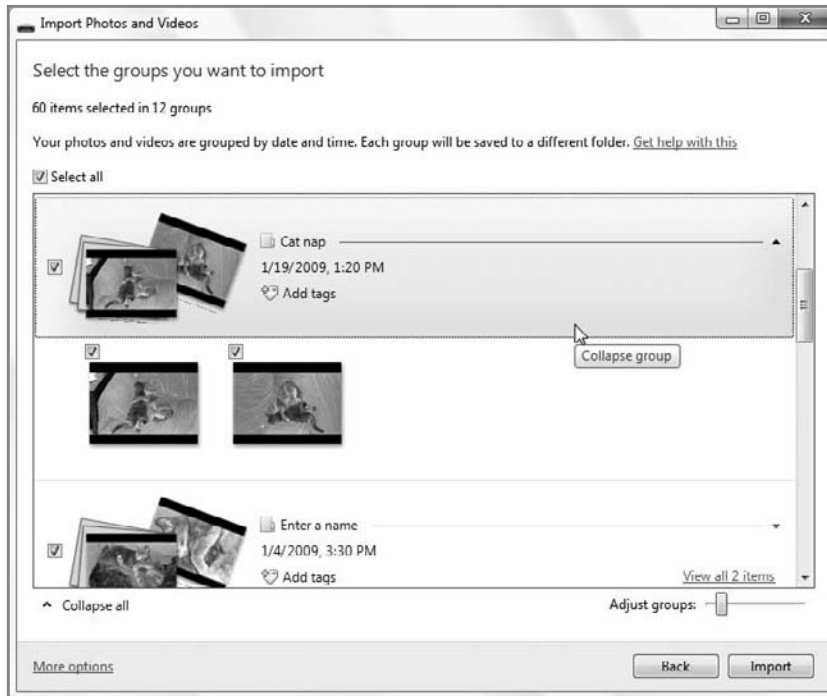 Import Photos and Videos
Select the groups you want to import
60 items selected in 12 groups
Your photos and videos are grouped by date and time. Each group will be saved to a different folder. Get help with this
Select all
Cat nap
1/19/2009, 1:20 PM
Add tags
Collapse group
Enter a name
1/4/2009, 3:30 PM
Add tags
View all 2 items
Collapse all
Adjust groups:
More options
Back
Import